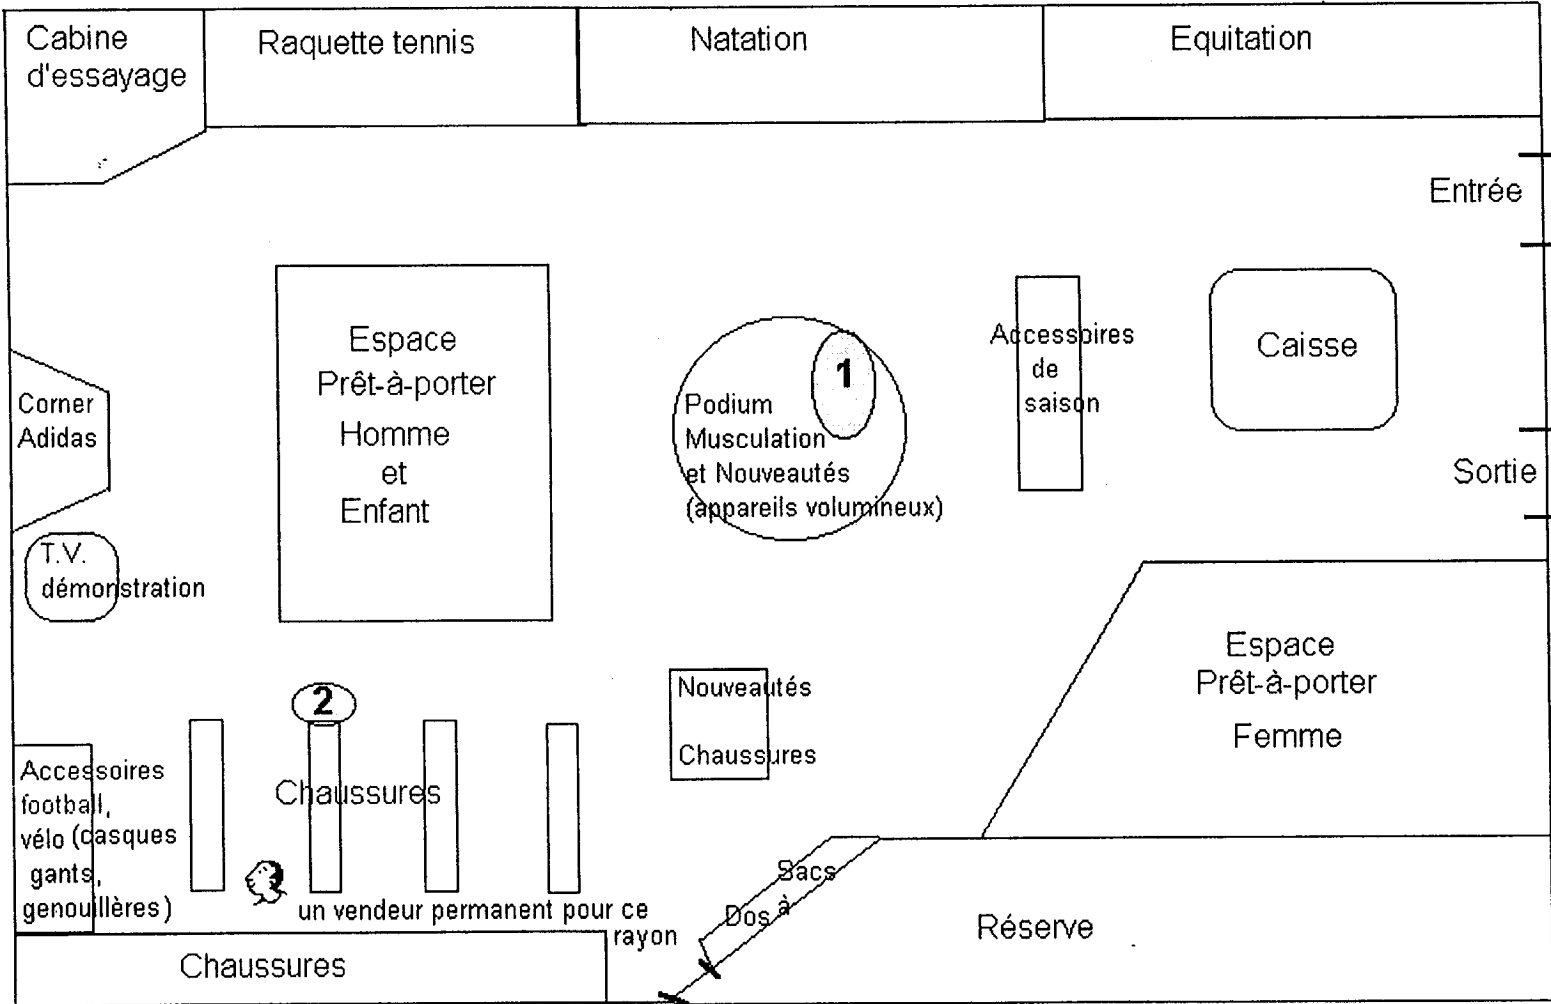 Cabine
d'essayage
Raquette tennis
Natation
Equitation
Entrée
Espace
Prêt-à-porter
Homme
et
Enfant
1
Podium
Musculation
et Nouveautés
(appareils volumineux)
Accessoires
de
saison
Caisse
Corner
Adidas
Sortie
T.V.
démonstration
2
Nouveautés
Chaussures
Espace
Prêt-à-porter
Femme
Accessoires
football,
vélo (casques
gants,
genouillères)
Chaussures
un vendeur permanent pour ce
rayon
Sacs
à
Dos
Réserve
Chaussures